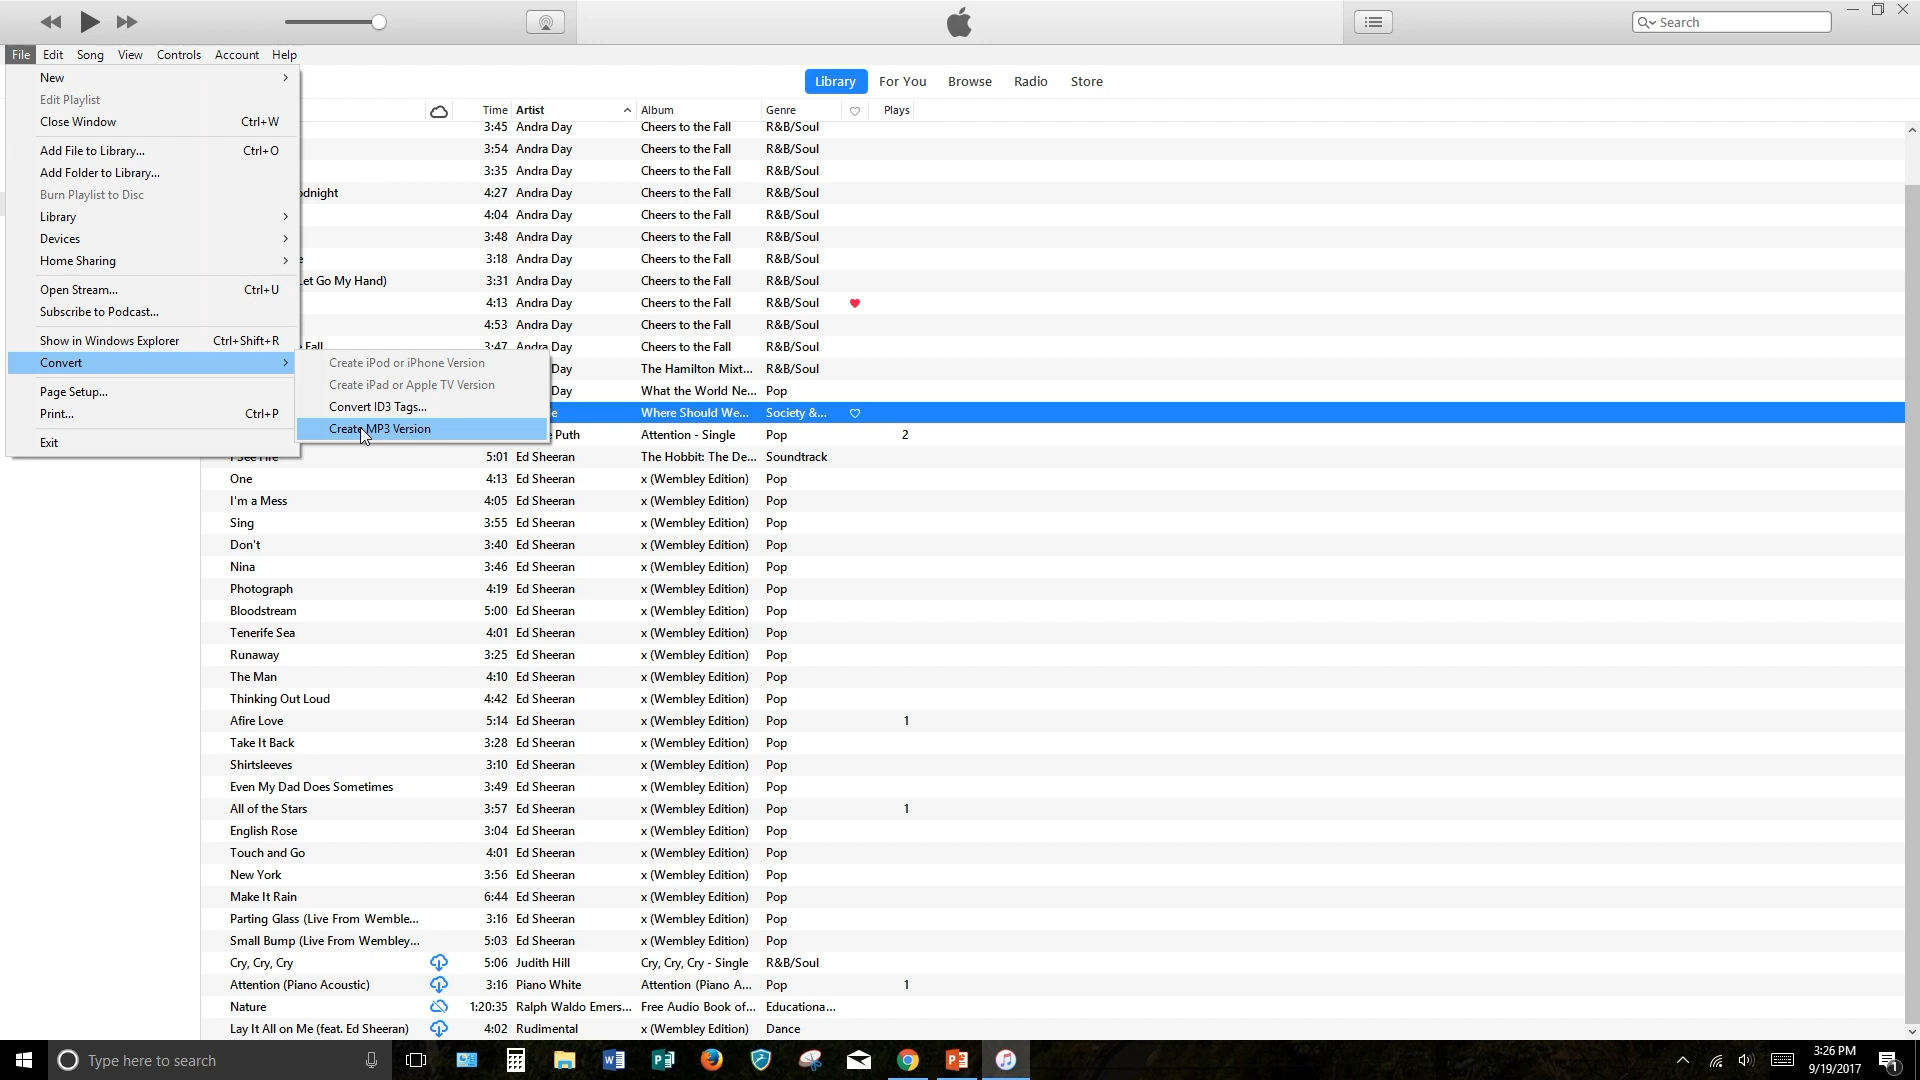 Search
File Edit Song View Controls Account Help
New
Edit Playlist
Close Window Ctrl+W
Add File to Library... Ctrl+O
Add Folder to Library...
Burn Playlist to Disc
Library
Devices
Home Sharing
Open Stream... Ctrl+U
Subscribe to Podcast...
Show in Windows Explorer Ctrl+Shift+R
Convert
Page Setup...
Print... Ctrl+P
Exit
Create iPod or iPhone Version
Create iPad or Apple TV Version
Convert ID3 Tags...
Create MP3 Version
Library For You Browse Radio Store
Time Artist Album Genre Plays
3:45 Andra Day Cheers to the Fall R&B/Soul
3:54 Andra Day Cheers to the Fall R&B/Soul
3:35 Andra Day Cheers to the Fall R&B/Soul
odnight 4:27 Andra Day Cheers to the Fall R&B/Soul
4:04 Andra Day Cheers to the Fall R&B/Soul
3:48 Andra Day Cheers to the Fall R&B/Soul
e 3:18 Andra Day Cheers to the Fall R&B/Soul
Let Go My Hand) 3:31 Andra Day Cheers to the Fall R&B/Soul
4:13 Andra Day Cheers to the Fall R&B/Soul
4:53 Andra Day Cheers to the Fall R&B/Soul
e Fall 3:47 Andra Day Cheers to the Fall R&B/Soul
Day The Hamilton Mixt... R&B/Soul
Day What the World Ne... Pop
e Where Should We... Society &...
e Puth Attention - Single Pop 2
I See Fire 5:01 Ed Sheeran The Hobbit: The De... Soundtrack
One 4:13 Ed Sheeran x (Wembley Edition) Pop
I'm a Mess 4:05 Ed Sheeran x (Wembley Edition) Pop
Sing 3:55 Ed Sheeran x (Wembley Edition) Pop
Don't 3:40 Ed Sheeran x (Wembley Edition) Pop
Nina 3:46 Ed Sheeran x (Wembley Edition) Pop
Photograph 4:19 Ed Sheeran x (Wembley Edition) Pop
Bloodstream 5:00 Ed Sheeran x (Wembley Edition) Pop
Tenerife Sea 4:01 Ed Sheeran x (Wembley Edition) Pop
Runaway 3:25 Ed Sheeran x (Wembley Edition) Pop
The Man 4:10 Ed Sheeran x (Wembley Edition) Pop
Thinking Out Loud 4:42 Ed Sheeran x (Wembley Edition) Pop
Afire Love 5:14 Ed Sheeran x (Wembley Edition) Pop 1
Take It Back 3:28 Ed Sheeran x (Wembley Edition) Pop
Shirtsleeves 3:10 Ed Sheeran x (Wembley Edition) Pop
Even My Dad Does Sometimes 3:49 Ed Sheeran x (Wembley Edition) Pop
All of the Stars 3:57 Ed Sheeran x (Wembley Edition) Pop 1
English Rose 3:04 Ed Sheeran x (Wembley Edition) Pop
Touch and Go 4:01 Ed Sheeran x (Wembley Edition) Pop
New York 3:56 Ed Sheeran x (Wembley Edition) Pop
Make It Rain 6:44 Ed Sheeran x (Wembley Edition) Pop
Parting Glass (Live From Wemble... 3:16 Ed Sheeran x (Wembley Edition) Pop
Small Bump (Live From Wembley... 5:03 Ed Sheeran x (Wembley Edition) Pop
Cry, Cry, Cry 5:06 Judith Hill Cry, Cry, Cry - Single R&B/Soul
Attention (Piano Acoustic) 3:16 Piano White Attention (Piano A... Pop 1
Nature 1:20:35 Ralph Waldo Emers... Free Audio Book of... Educationa...
Lay It All on Me (feat. Ed Sheeran) 4:02 Rudimental x (Wembley Edition) Dance
Type here to search
3:26 PM
9/19/2017
1